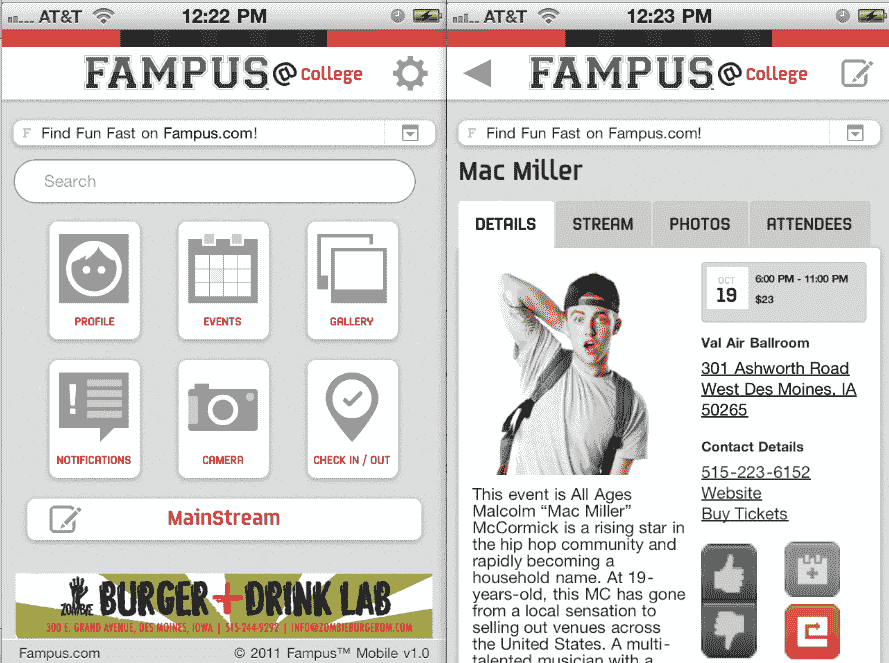 AT&T 12:22 PM
FAMPUS@College
F Find Fun Fast on Fampus.com!
Search
PROFILE
EVENTS
GALLERY
NOTIFICATIONS
CAMERA
CHECK IN / OUT
MainStream
ZOMBIE BURGER + DRINK LAB
300 E. GRAND AVENUE, DES MOINES, IOWA | 515-244-9292 | INFO@ZOMBIEBURGERDM.COM
Fampus.com
© 2011 Fampus™ Mobile v1.0
AT&T 12:23 PM
FAMPUS@College
F Find Fun Fast on Fampus.com!
Mac Miller
DETAILS
STREAM
PHOTOS
ATTENDEES
OCT
19
6:00 PM - 11:00 PM
$23
Val Air Ballroom
301 Ashworth Road
West Des Moines, IA
50265
Contact Details
515-223-6152
Website
Buy Tickets
This event is All Ages
Malcolm “Mac Miller”
McCormick is a rising star in
the hip hop community and
rapidly becoming a
household name. At 19-
years-old, this MC has gone
from a local sensation to
selling out venues across
the United States. A multi-
talented musician with a